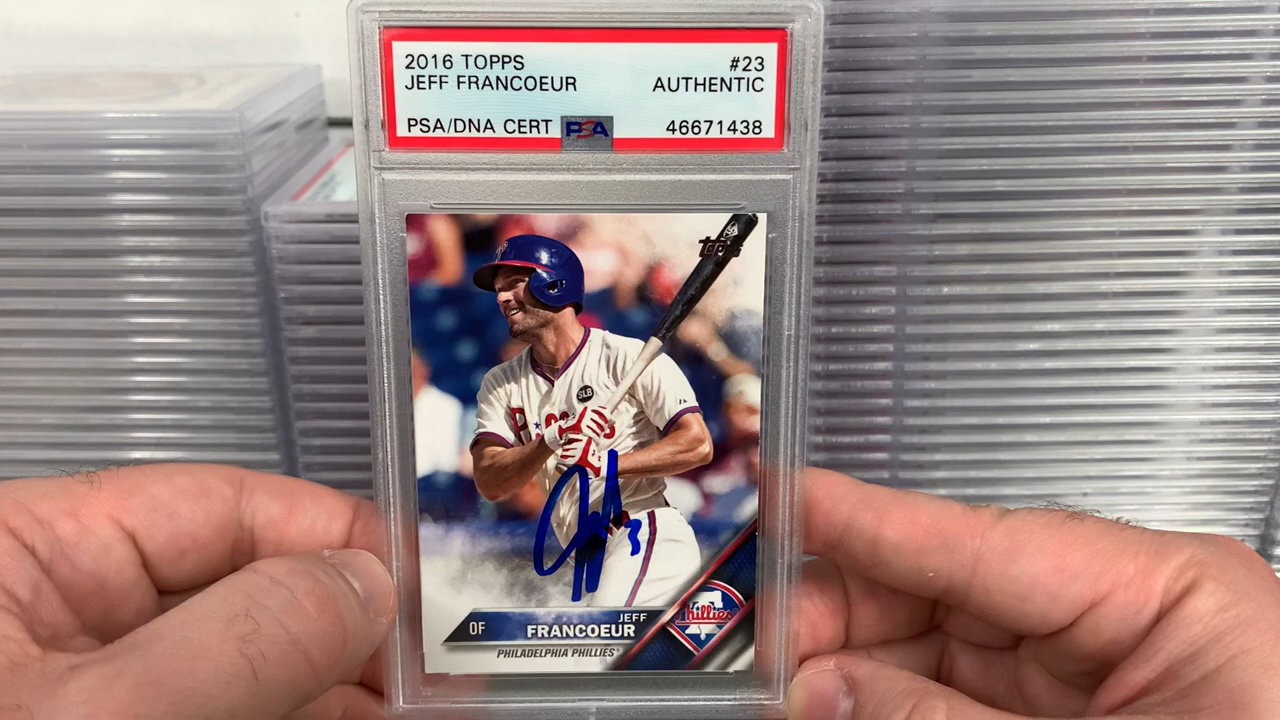 2016 TOPPS #23
JEFF FRANCOEUR AUTHENTIC
PSA/DNA CERT PSA 46671438
TOPPS
SLB
3
JEFF
OF FRANCOEUR
Phillies
PHILADELPHIA PHILLIES